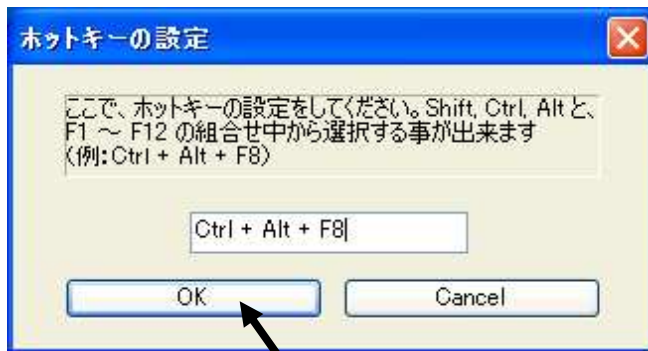 ホットキーの設定
ここで、ホットキーの設定をしてください。Shift, Ctrl, Alt と、
F1 ～ F12 の組合せ中から選択する事が出来ます
(例:Ctrl + Alt + F8)
Ctrl + Alt + F8
OK
Cancel